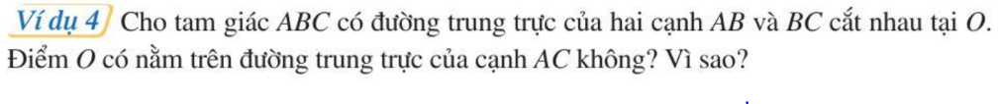 Ví dụ 4 Cho tam giác ABC có đường trung trực của hai cạnh AB và BC cắt nhau tại O.
Điểm O có nằm trên đường trung trực của cạnh AC không? Vì sao?